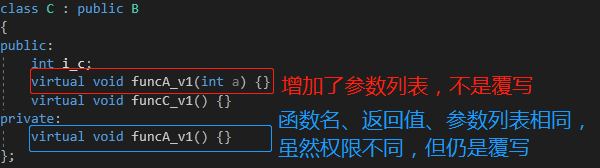 class C : public B
{
public:
int i_c;
virtual void funcA_v1(int a) {}
增加了参数列表，不是覆写
virtual void funcC_v1() {}
private:
函数名、返回值、参数列表相同，
virtual void funcA_v1() {}
虽然权限不同，但仍是覆写
};